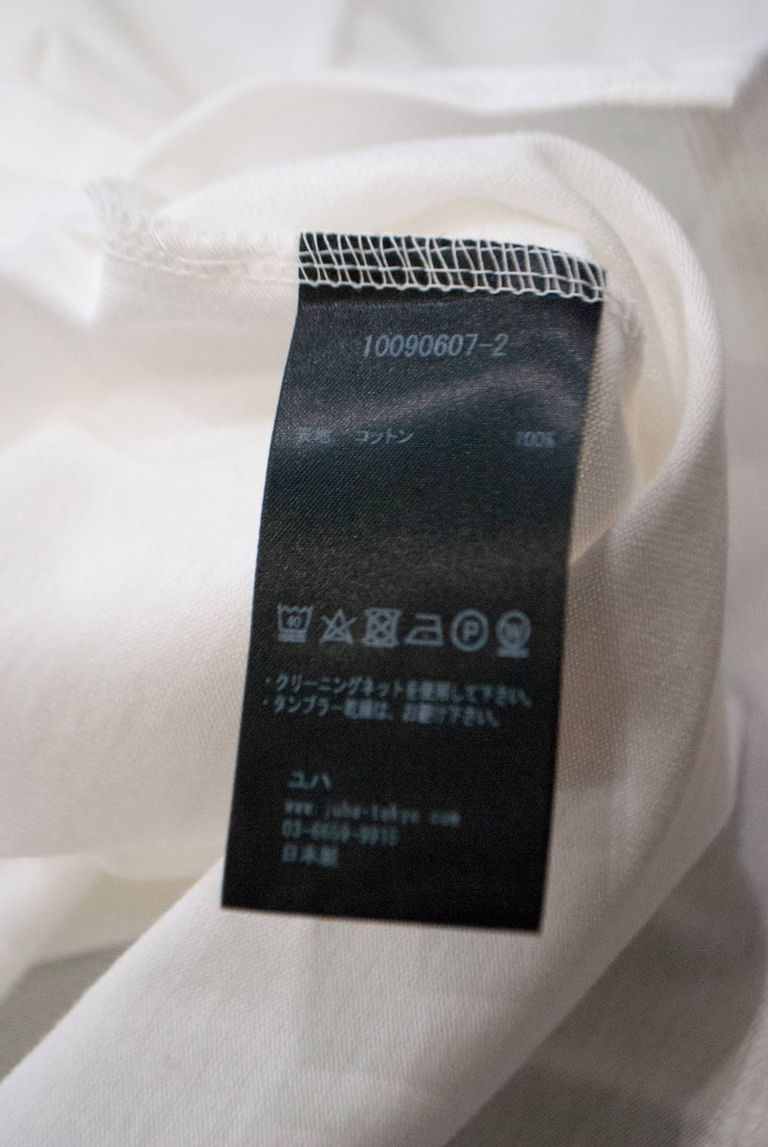 10090607-2
表地 コットン 100%
40
P W
・クリーニングネットを使用して下さい。
・タンブラー乾燥は、お避け下さい。
ユハ
www.juha-tokyo.com
日本製